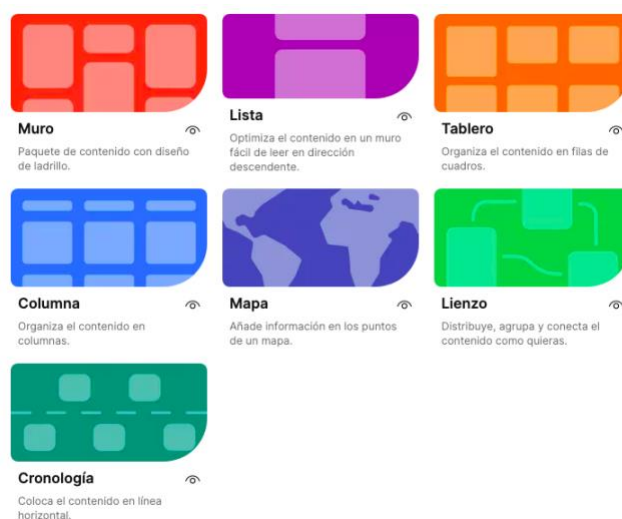 Muro
Paquete de contenido con diseño
de ladrillo.
Lista
Optimiza el contenido en un muro
fácil de leer en dirección
descendente.
Tablero
Organiza el contenido en filas de
cuadros.
Columna
Organiza el contenido en
columnas.
Mapa
Añade información en los puntos
de un mapa.
Lienzo
Distribuye, agrupa y conecta el
contenido como quieras.
Cronología
Coloca el contenido en línea
horizontal.